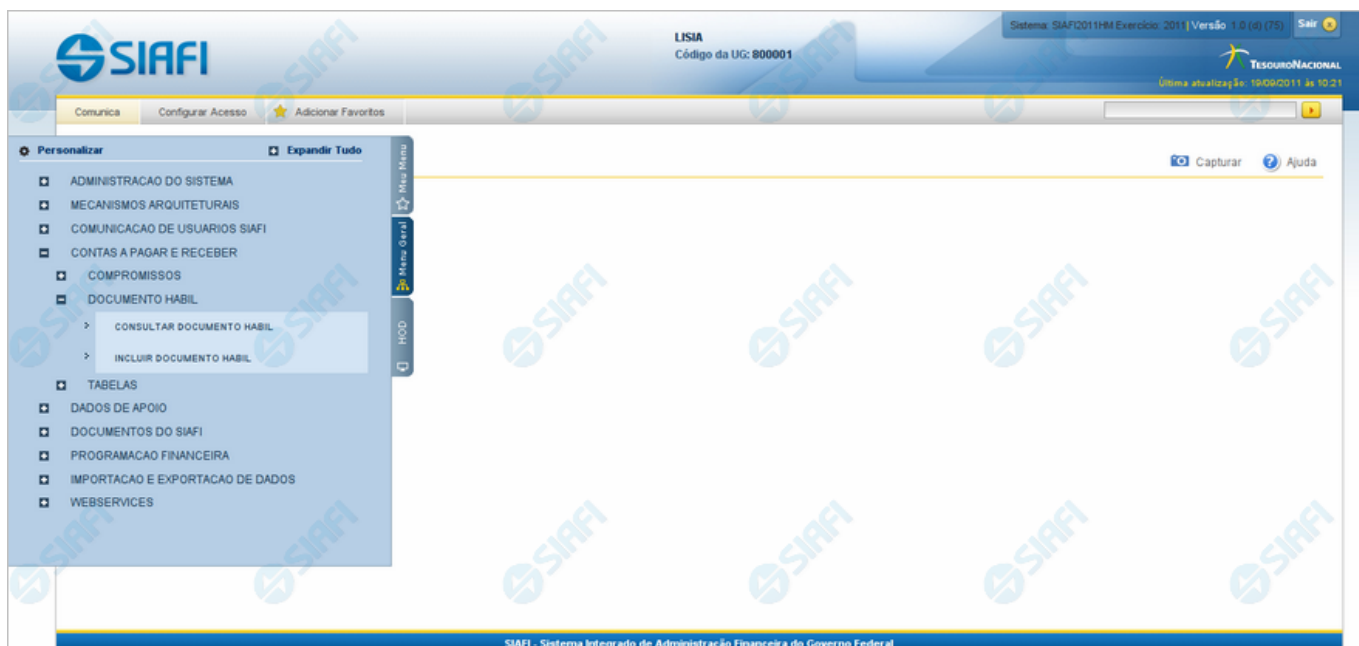 Sistema: SIAFI2011HM Exercício: 2011 | Versão 1.0 (d) (75) Sair
SIAFI
LISIA
Código da UG: 800001
TESOURONACIONAL
Última atualização: 19/09/2011 às 10:21
Comunica Configurar Acesso Adicionar Favoritos
Personalizar Expandir Tudo
Meu Menu
Capturar Ajuda
ADMINISTRACAO DO SISTEMA
MECANISMOS ARQUITETURAIS
COMUNICACAO DE USUARIOS SIAFI
Menu Geral
CONTAS A PAGAR E RECEBER
COMPROMISSOS
DOCUMENTO HABIL
CONSULTAR DOCUMENTO HABIL
HOD
INCLUIR DOCUMENTO HABIL
TABELAS
DADOS DE APOIO
DOCUMENTOS DO SIAFI
PROGRAMACAO FINANCEIRA
IMPORTACAO E EXPORTACAO DE DADOS
WEBSERVICES
SIAFI - Sistema Integrado de Administração Financeira do Governo Federal